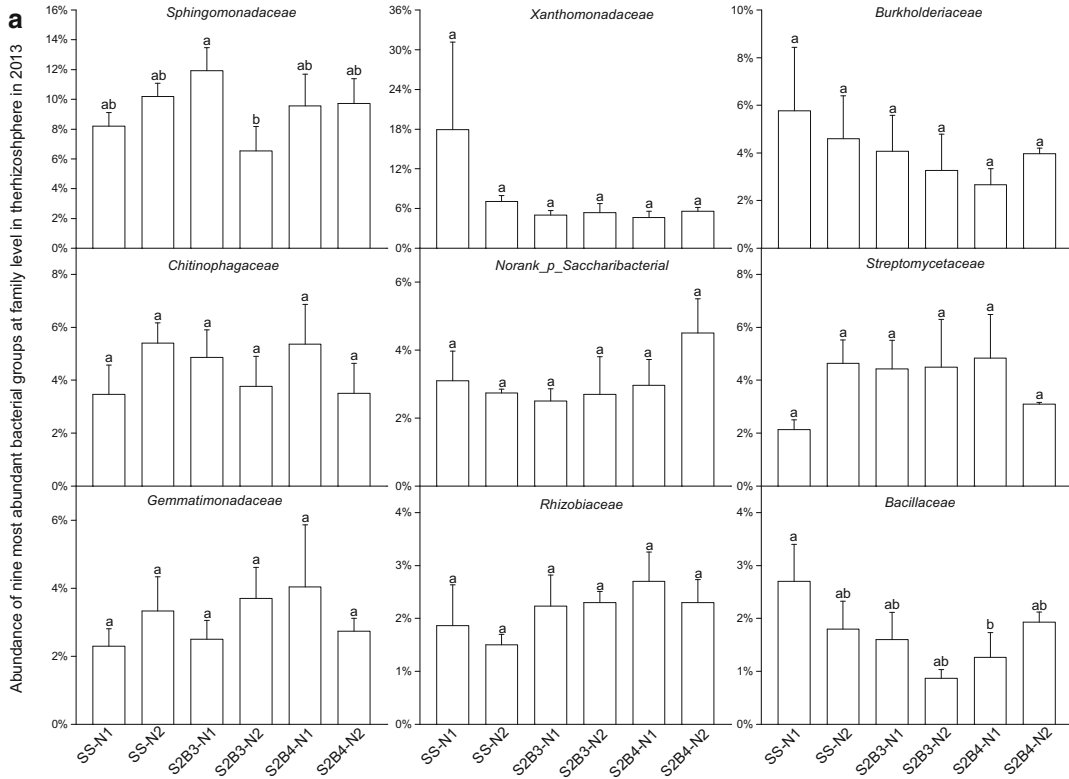 a
Abundance of nine most abundant bacterial groups at family level in therhizoshphere in 2013
Sphingomonadaceae
16%
14%
12%
10%
8%
6%
4%
2%
0%
ab
ab
a
b
ab
ab
Xanthomonadaceae
36%
30%
24%
18%
12%
6%
0%
a
a
a
a
a
a
Burkholderiaceae
10%
8%
6%
4%
2%
0%
a
a
a
a
a
a
Chitinophagaceae
8%
6%
4%
2%
0%
a
a
a
a
a
a
Norank_p_Saccharibacterial
6%
4%
2%
0%
a
a
a
a
a
a
Streptomycetaceae
8%
6%
4%
2%
0%
a
a
a
a
a
a
Gemmatimonadaceae
6%
4%
2%
0%
a
a
a
a
a
a
Rhizobiaceae
4%
3%
2%
1%
0%
a
a
a
a
a
a
Bacillaceae
4%
3%
2%
1%
0%
a
ab
ab
ab
b
ab
SS-N1
SS-N2
S2B3-N1
S2B3-N2
S2B4-N1
S2B4-N2
SS-N1
SS-N2
S2B3-N1
S2B3-N2
S2B4-N1
S2B4-N2
SS-N1
SS-N2
S2B3-N1
S2B3-N2
S2B4-N1
S2B4-N2